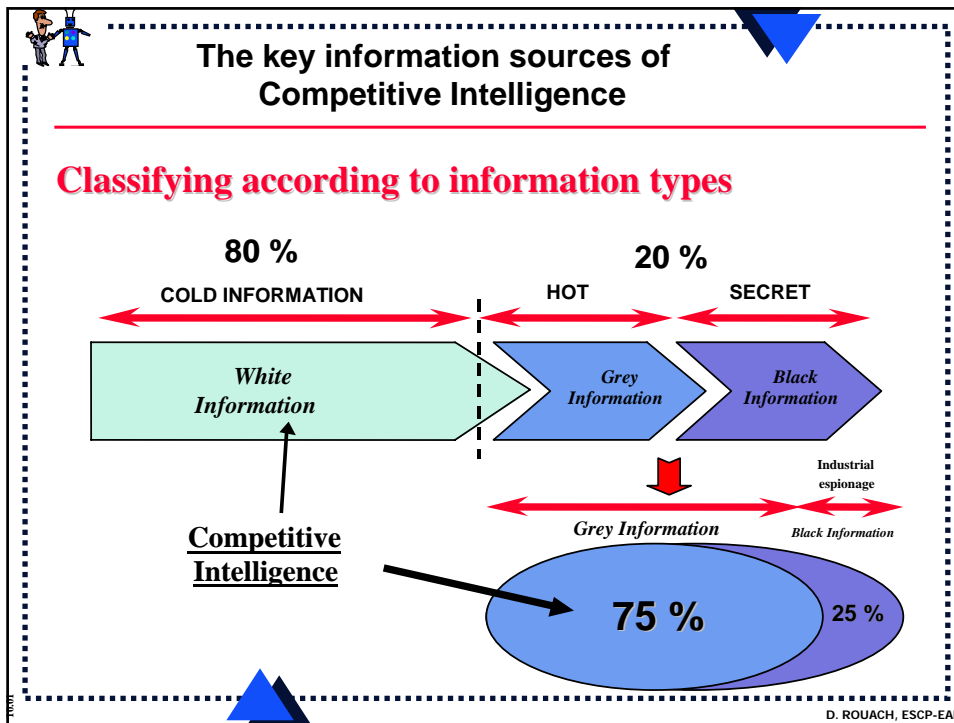 The key information sources of
Competitive Intelligence
Classifying according to information types
80 %
20 %
COLD INFORMATION
HOT
SECRET
White
Information
Grey
Information
Black
Information
Industrial
espionage
Grey Information
Black Information
Competitive
Intelligence
75 %
25 %
D. ROUACH, ESCP-EAP